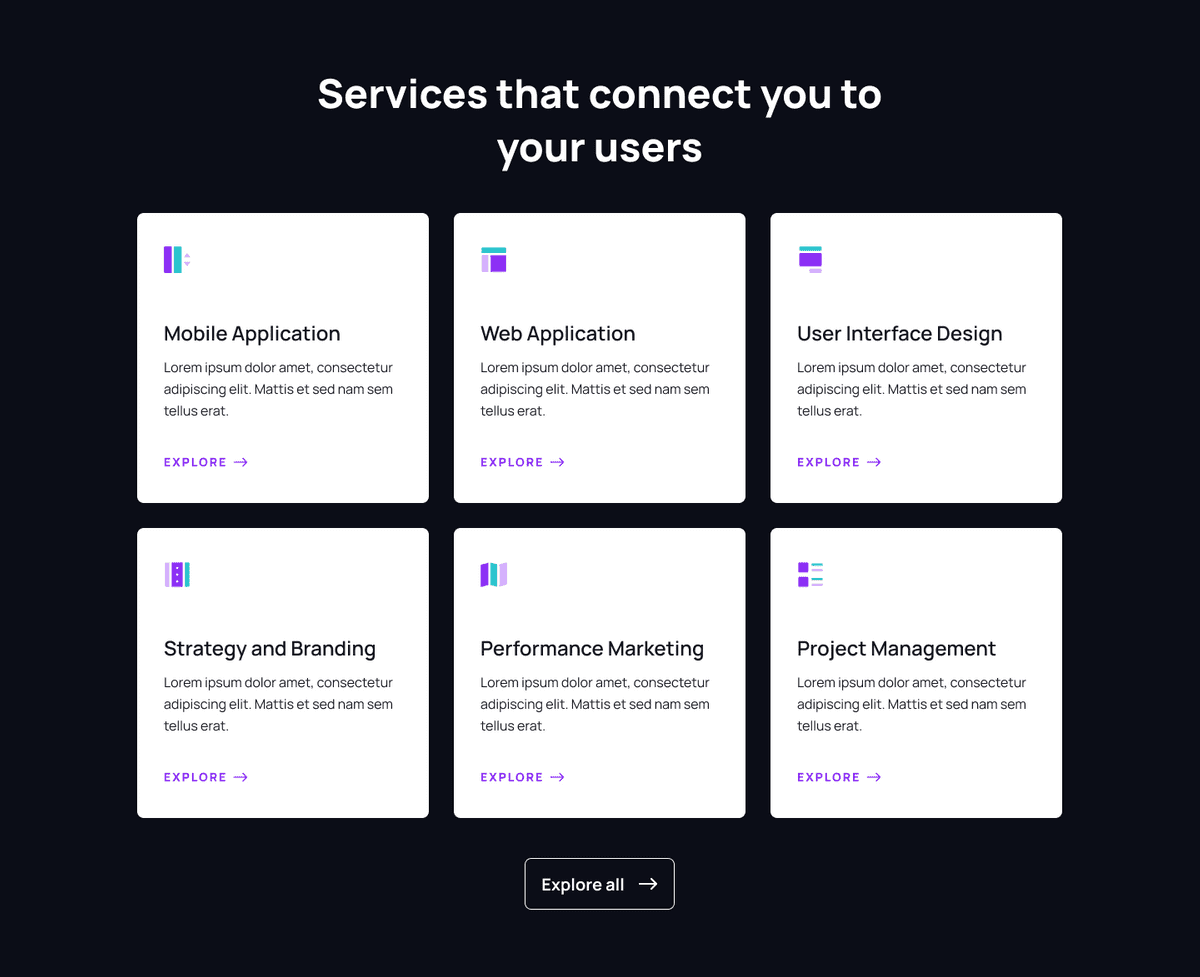 Services that connect you to
your users
Mobile Application
Lorem ipsum dolor amet, consectetur
adipiscing elit. Mattis et sed nam sem
tellus erat.
EXPLORE
Web Application
Lorem ipsum dolor amet, consectetur
adipiscing elit. Mattis et sed nam sem
tellus erat.
EXPLORE
User Interface Design
Lorem ipsum dolor amet, consectetur
adipiscing elit. Mattis et sed nam sem
tellus erat.
EXPLORE
Strategy and Branding
Lorem ipsum dolor amet, consectetur
adipiscing elit. Mattis et sed nam sem
tellus erat.
EXPLORE
Performance Marketing
Lorem ipsum dolor amet, consectetur
adipiscing elit. Mattis et sed nam sem
tellus erat.
EXPLORE
Project Management
Lorem ipsum dolor amet, consectetur
adipiscing elit. Mattis et sed nam sem
tellus erat.
EXPLORE
Explore all